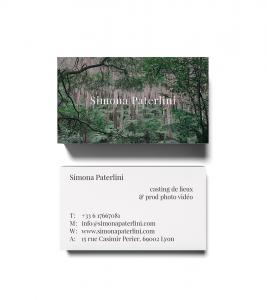 Simona Paterlini
Simona Paterlini
casting de lieux
& prod photo vidéo
T: +33 6 17667081
M: info@simonapaterlini.com
W: www.simonapaterlini.com
A: 15 rue Casimir Perier, 69002 Lyon